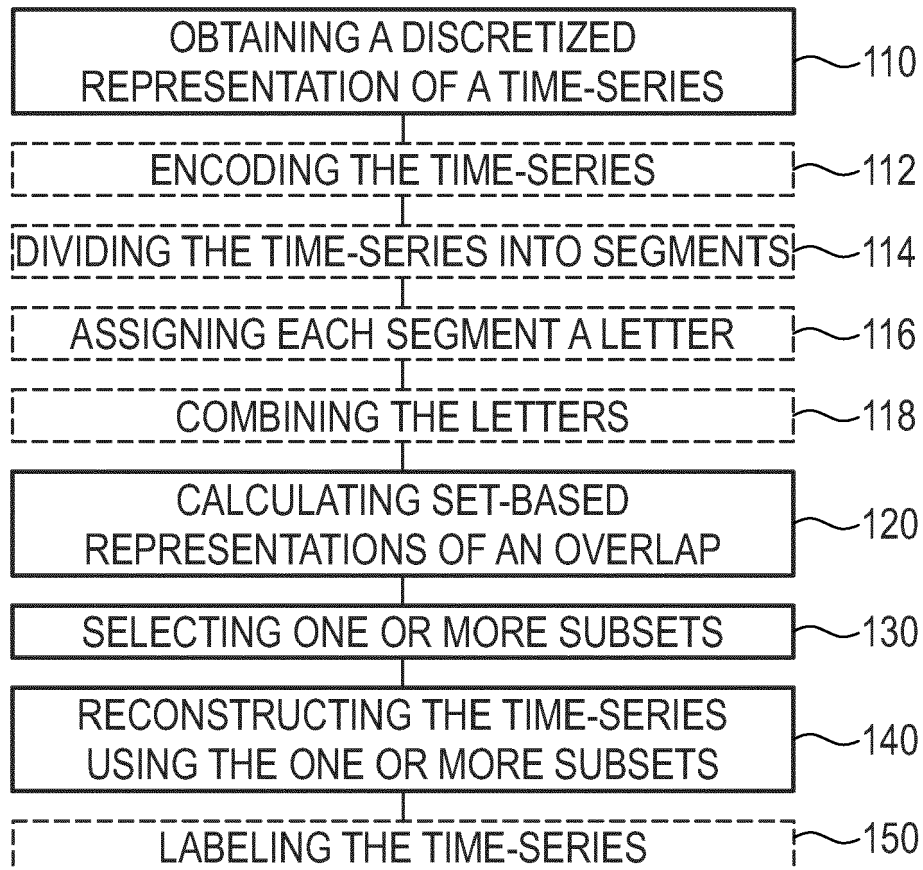 OBTAINING A DISCRETIZED
REPRESENTATION OF A TIME-SERIES
110
ENCODING THE TIME-SERIES
112
DIVIDING THE TIME-SERIES INTO SEGMENTS
114
ASSIGNING EACH SEGMENT A LETTER
116
COMBINING THE LETTERS
118
CALCULATING SET-BASED
REPRESENTATIONS OF AN OVERLAP
120
SELECTING ONE OR MORE SUBSETS
130
RECONSTRUCTING THE TIME-SERIES
USING THE ONE OR MORE SUBSETS
140
LABELING THE TIME-SERIES
150